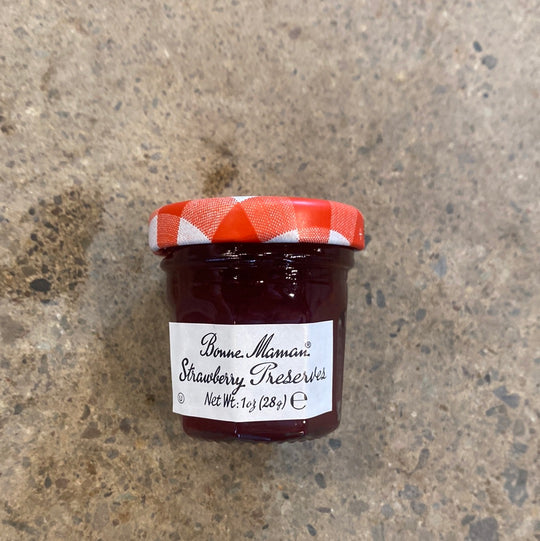 Bonne Maman®
Strawberry Preserves
Ⓤ Net Wt: 1oz (28g) ℮